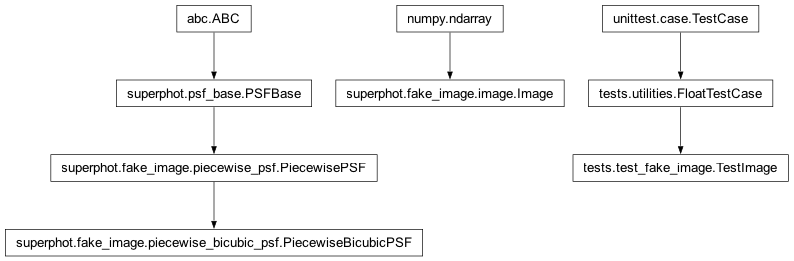 abc.ABC
numpy.ndarray
unittest.case.TestCase
superphot.psf_base.PSFBase
superphot.fake_image.image.Image
tests.utilities.FloatTestCase
superphot.fake_image.piecewise_psf.PiecewisePSF
tests.test_fake_image.TestImage
superphot.fake_image.piecewise_bicubic_psf.PiecewiseBicubicPSF